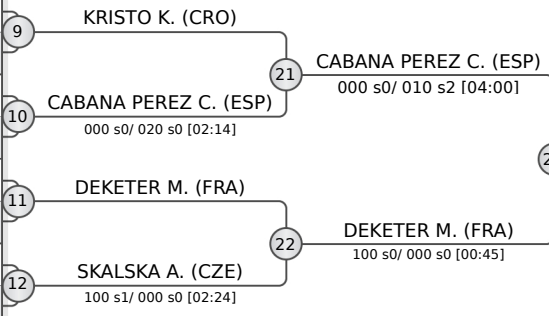 KRISTO K. (CRO)
9
21
CABANA PEREZ C. (ESP)
000 s0/ 010 s2 [04:00]
10
CABANA PEREZ C. (ESP)
000 s0/ 020 s0 [02:14]
11
DEKETER M. (FRA)
22
DEKETER M. (FRA)
100 s0/ 000 s0 [00:45]
12
SKALSKA A. (CZE)
100 s1/ 000 s0 [02:24]